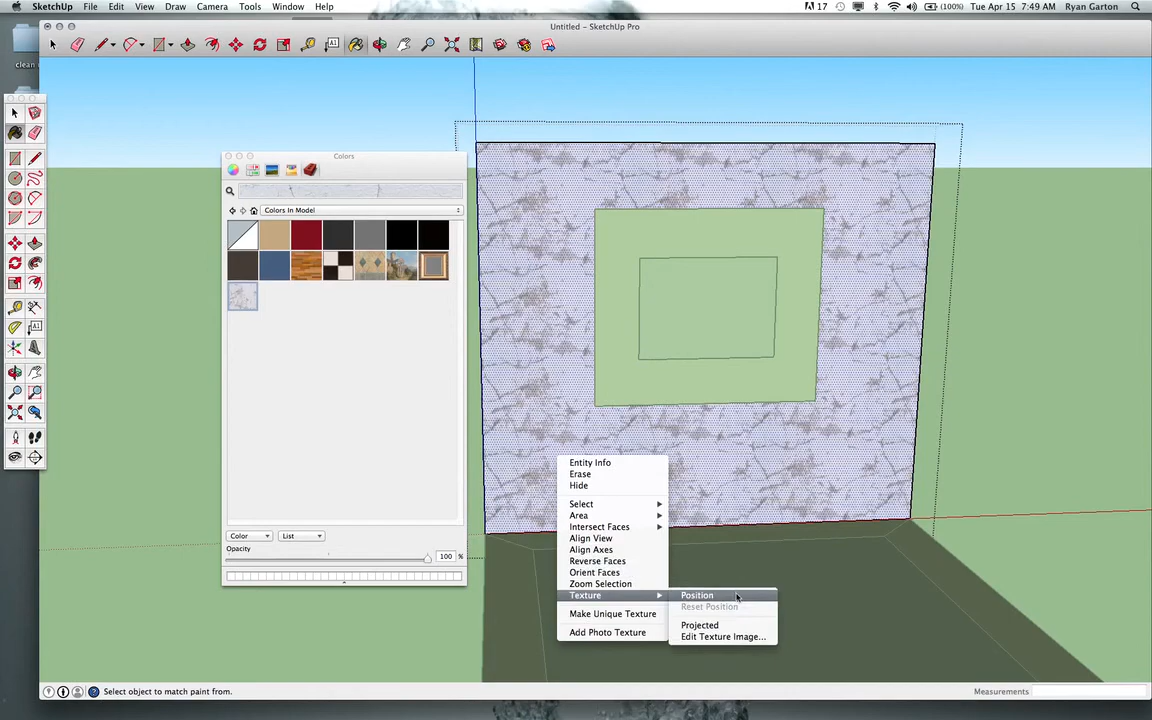 SketchUp File Edit View Draw Camera Tools Window Help
17 (100%) Tue Apr 15 7:49 AM Ryan Garton
Untitled – SketchUp Pro
clean
Colors
Colors In Model
Color List
Opacity
100 %
Entity Info
Erase
Hide
Select
Area
Intersect Faces
Align View
Align Axes
Reverse Faces
Orient Faces
Zoom Selection
Texture
Make Unique Texture
Add Photo Texture
Position
Reset Position
Projected
Edit Texture Image...
Select object to match paint from.
Measurements